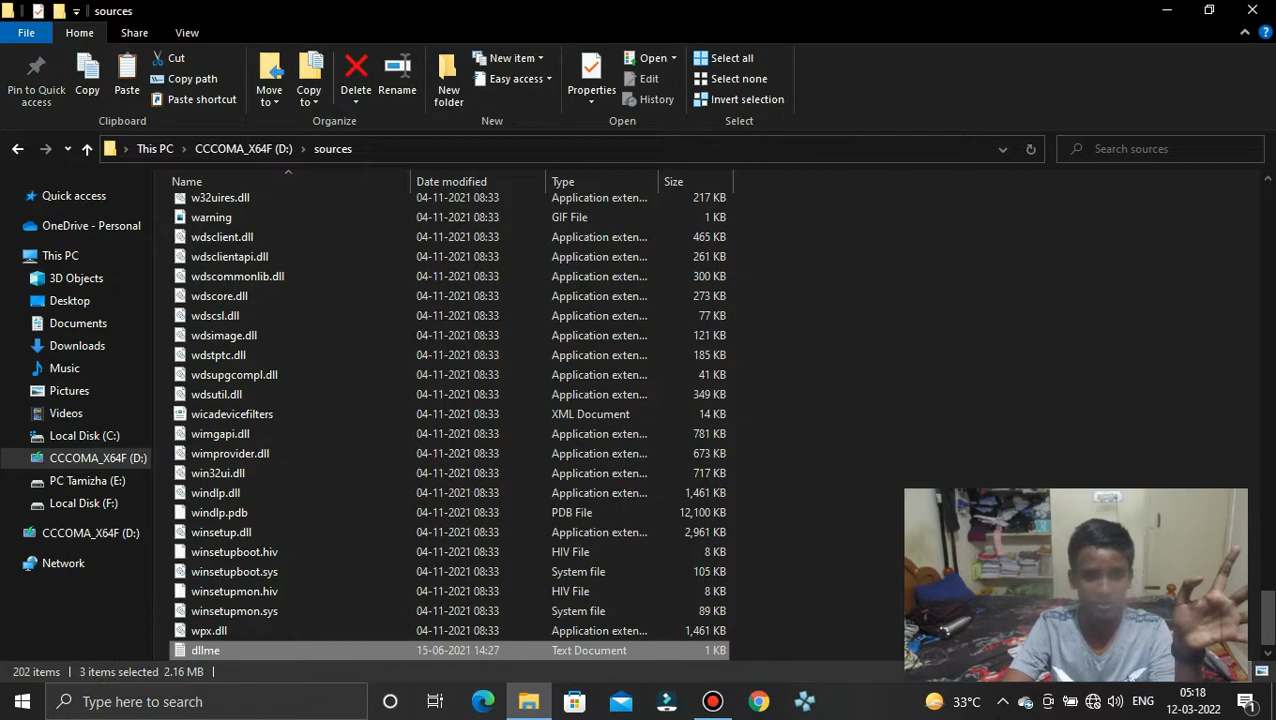 sources
File Home Share View
Pin to Quick access
Copy
Paste
Cut
Copy path
Paste shortcut
Clipboard
Move to
Copy to
Delete
Rename
Organize
New folder
New item
Easy access
New
Properties
Open
Edit
History
Open
Select all
Select none
Invert selection
Select
This PC CCCOMA_X64F (D:) sources
Search sources
Quick access
OneDrive - Personal
This PC
3D Objects
Desktop
Documents
Downloads
Music
Pictures
Videos
Local Disk (C:)
CCCOMA_X64F (D:)
PC Tamizha (E:)
Local Disk (F:)
CCCOMA_X64F (D:)
Network
Name Date modified Type Size
w32uires.dll 04-11-2021 08:33 Application exten... 217 KB
warning 04-11-2021 08:33 GIF File 1 KB
wdsclient.dll 04-11-2021 08:33 Application exten... 465 KB
wdsclientapi.dll 04-11-2021 08:33 Application exten... 261 KB
wdscommonlib.dll 04-11-2021 08:33 Application exten... 300 KB
wdscore.dll 04-11-2021 08:33 Application exten... 273 KB
wdscsl.dll 04-11-2021 08:33 Application exten... 77 KB
wdsimage.dll 04-11-2021 08:33 Application exten... 121 KB
wdstptc.dll 04-11-2021 08:33 Application exten... 185 KB
wdsupgcompl.dll 04-11-2021 08:33 Application exten... 41 KB
wdsutil.dll 04-11-2021 08:33 Application exten... 349 KB
wicadevicefilters 04-11-2021 08:33 XML Document 14 KB
wimgapi.dll 04-11-2021 08:33 Application exten... 781 KB
wimprovider.dll 04-11-2021 08:33 Application exten... 673 KB
win32ui.dll 04-11-2021 08:33 Application exten... 717 KB
windlp.dll 04-11-2021 08:33 Application exten... 1,461 KB
windlp.pdb 04-11-2021 08:33 PDB File 12,100 KB
winsetup.dll 04-11-2021 08:33 Application exten... 2,961 KB
winsetupboot.hiv 04-11-2021 08:33 HIV File 8 KB
winsetupboot.sys 04-11-2021 08:33 System file 105 KB
winsetupmon.hiv 04-11-2021 08:33 HIV File 8 KB
winsetupmon.sys 04-11-2021 08:33 System file 89 KB
wpx.dll 04-11-2021 08:33 Application exten... 1,461 KB
dllme 15-06-2021 14:27 Text Document 1 KB
202 items 3 items selected 2.16 MB
Type here to search
33°C
ENG
05:18
12-03-2022
1